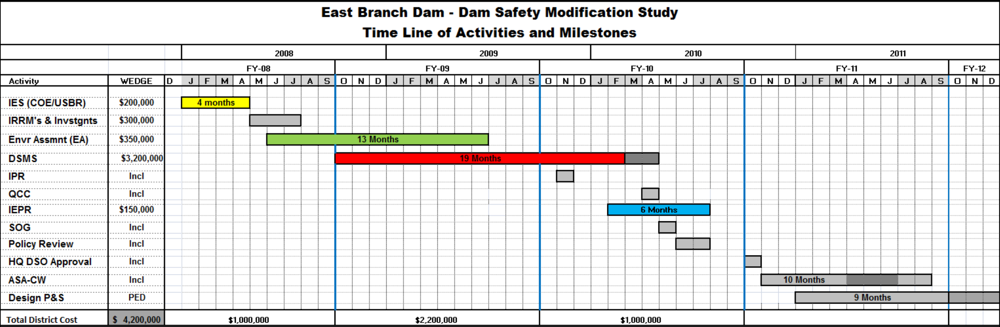 East Branch Dam - Dam Safety Modification Study
Time Line of Activities and Milestones
2008 2009 2010 2011
FY-08 FY-09 FY-10 FY-11 FY-12
Activity WEDGE D J F M A M J J A S O N D J F M A M J J A S O N D J F M A M J J A S O N D J F M A M J J A S O N D
IES (COE/USBR) $200,000 4 months
IRRM's & Invstgnts $300,000
Envr Assmnt (EA) $350,000 13 Months
DSMS $3,200,000 19 Months
IPR Incl
QCC Incl
IEPR $150,000 6 Months
SOG Incl
Policy Review Incl
HQ DSO Approval Incl
ASA-CW Incl 10 Months
Design P&S PED 9 Months
Total District Cost $ 4,200,000 $1,000,000 $2,200,000 $1,000,000